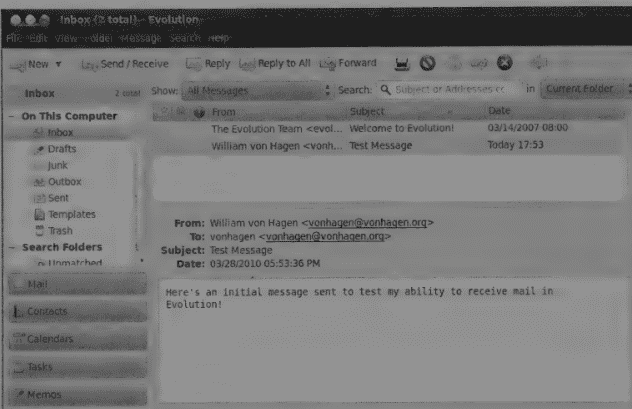 Inbox (2 total) - Evolution
File Edit View Folder Message Search Help
New Send / Receive Reply Reply to All Forward
Inbox 2 total Show: All Messages Search: Subject or Addresses cc in Current Folder
On This Computer
From Subject Date
Inbox
The Evolution Team <evol... Welcome to Evolution! 03/14/2007 08:00
Drafts
William von Hagen <vonh... Test Message Today 17:53
Junk
Outbox
Sent
Templates
Trash
Search Folders
Unmatched
From: William von Hagen <vonhagen@vonhagen.org>
To: vonhagen <vonhagen@vonhagen.org>
Subject: Test Message
Date: 03/28/2010 05:53:36 PM
Mail
Here's an initial message sent to test my ability to receive mail in
Evolution!
Contacts
Calendars
Tasks
Memos